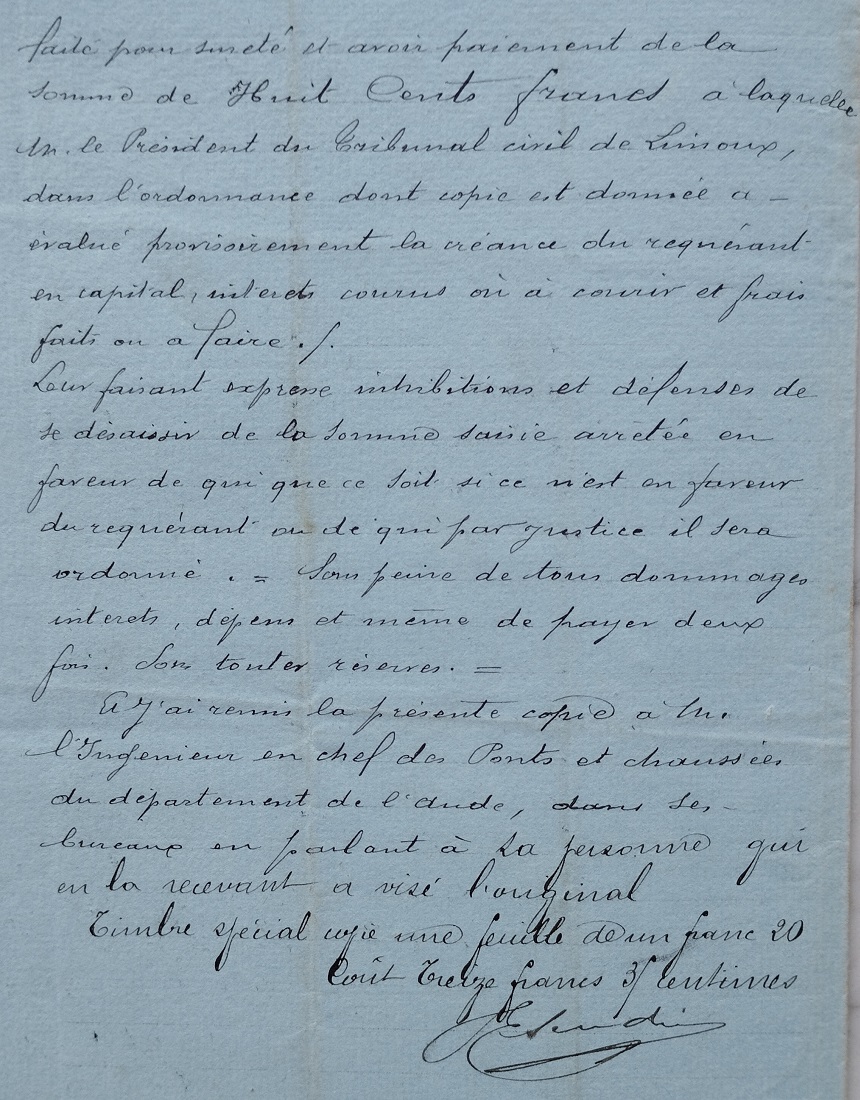 faite pour sureté et avoir paiement de la
somme de Huit Cents francs à laquelle
M. le Président du Tribunal civil de Limoux,
dans l'ordonnance dont copie est donnée a -
évalué provisoirement la créance du requérant
en capital, interets courus où à courir et frais
faits ou a faire ./.
Leur faisant expresse inhibitions et défenses de
se désaisir de la somme saisie arretée en
faveur de qui que ce soit si ce n'est en faveur
du requérant ou de qui par Justice il sera
ordonné . = Sous peine de tous dommages
interets, dépens et même de payer deux
fois. Sous toutes réserves. =
Et J'ai remis la présente copie à M.
l'Ingenieur en chef des Ponts et chaussées
du département de l'Aude, dans ses -
bureaux en parlant à sa personne qui
en la recevant a visé l'original
Timbre spécial copie une feuille de un franc 20
Coût Treize francs 35 centimes